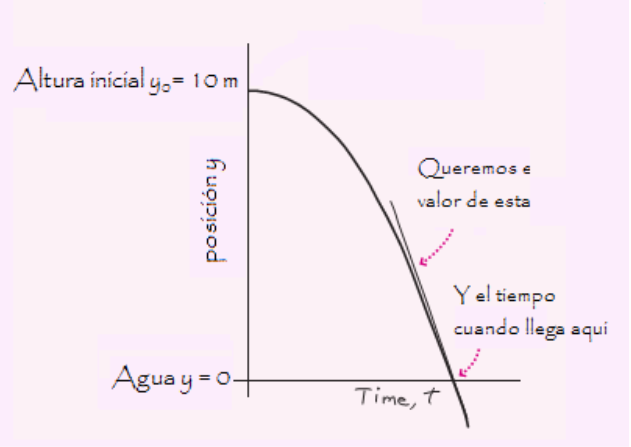 Altura inicial y₀= 10 m
posición y
Queremos e
valor de esta
Y el tiempo
cuando llega aqui
Agua y = 0
Time, t